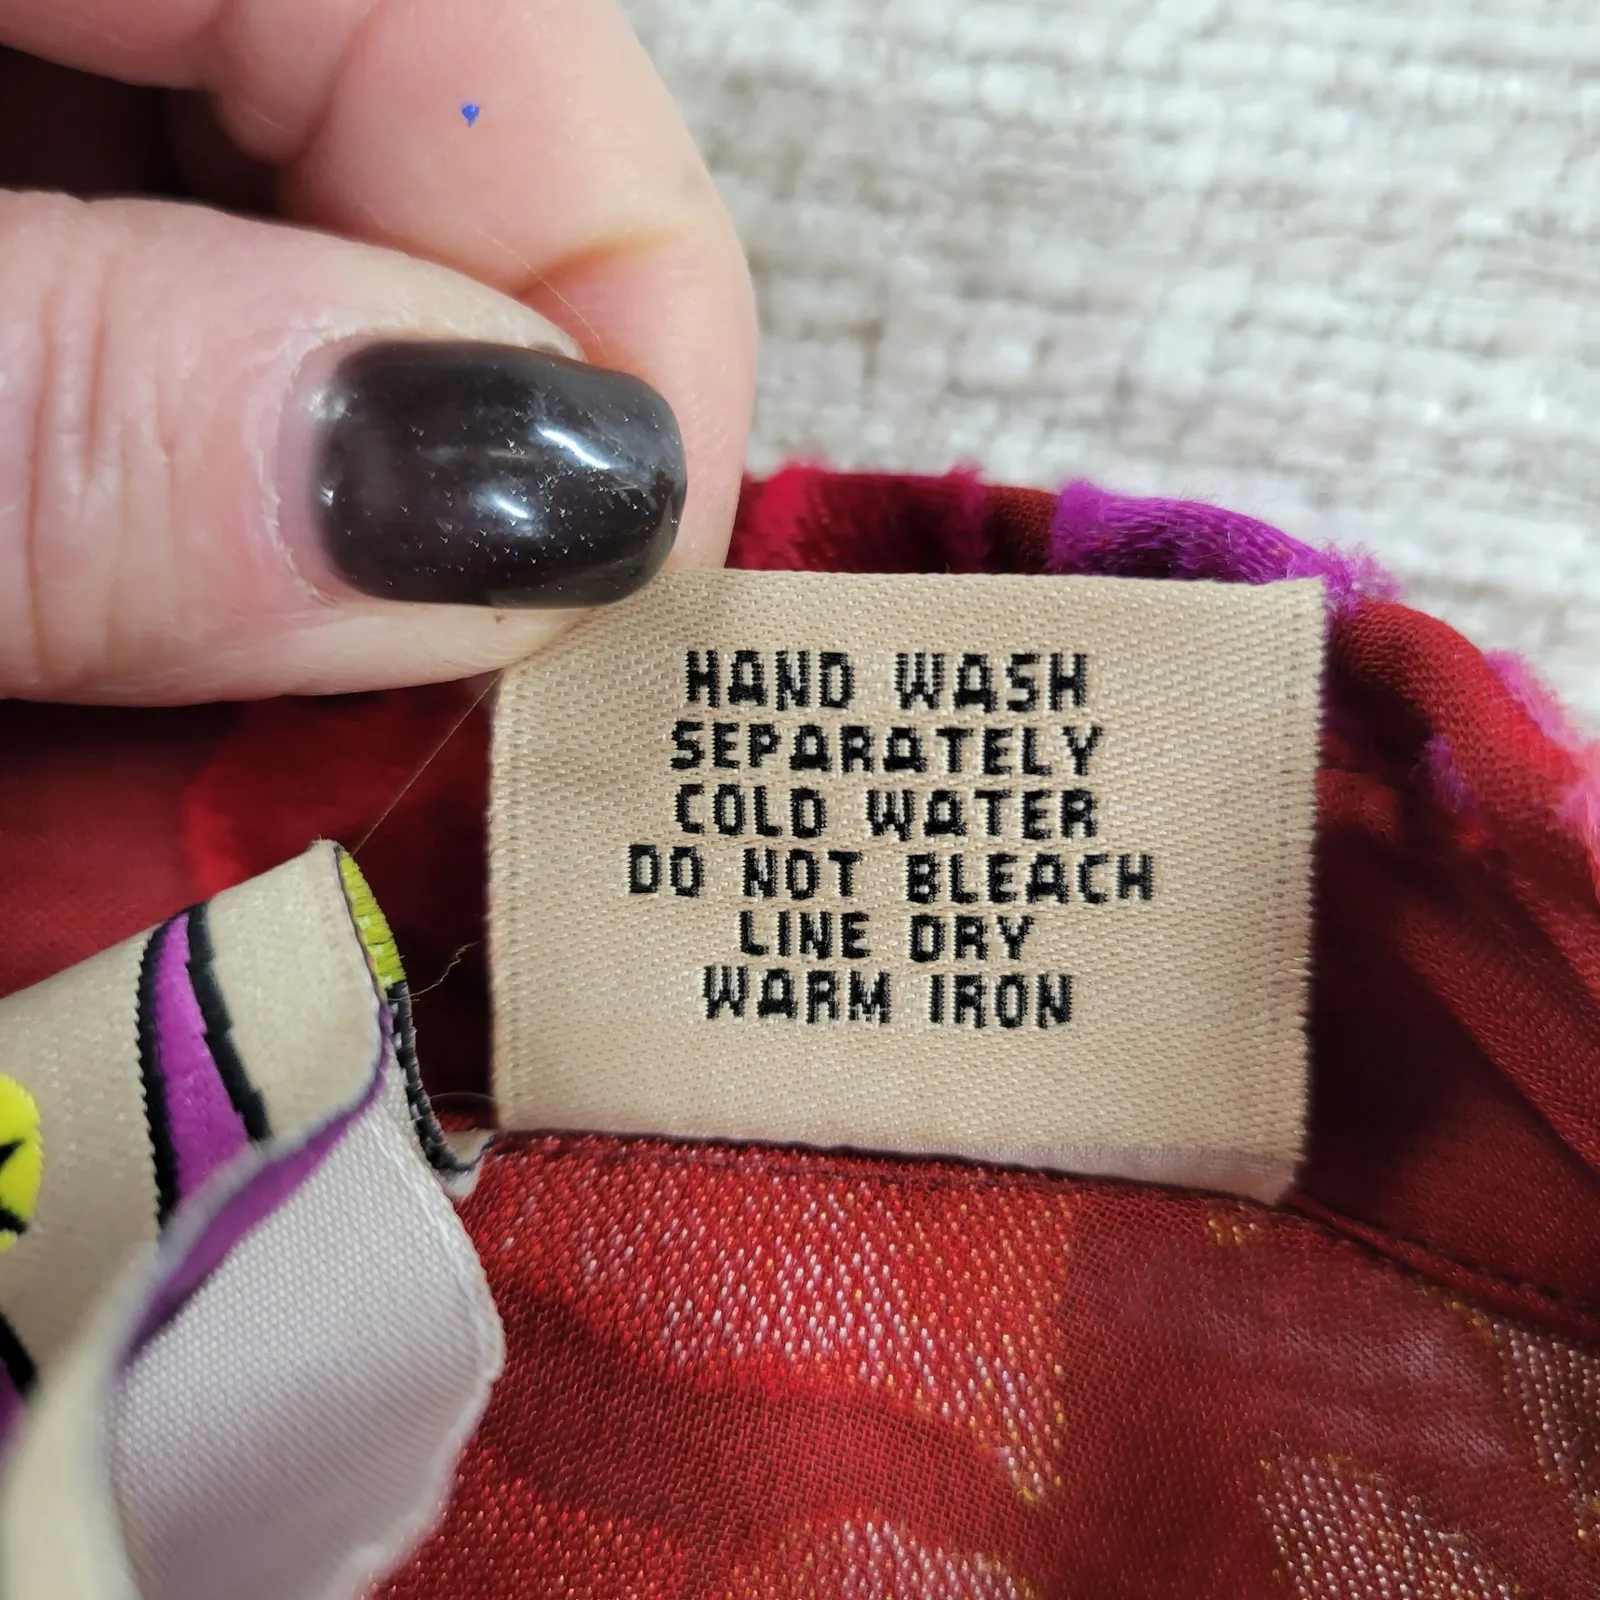 HAND WASH
SEPARATELY
COLD WATER
DO NOT BLEACH
LINE DRY
WARM IRON